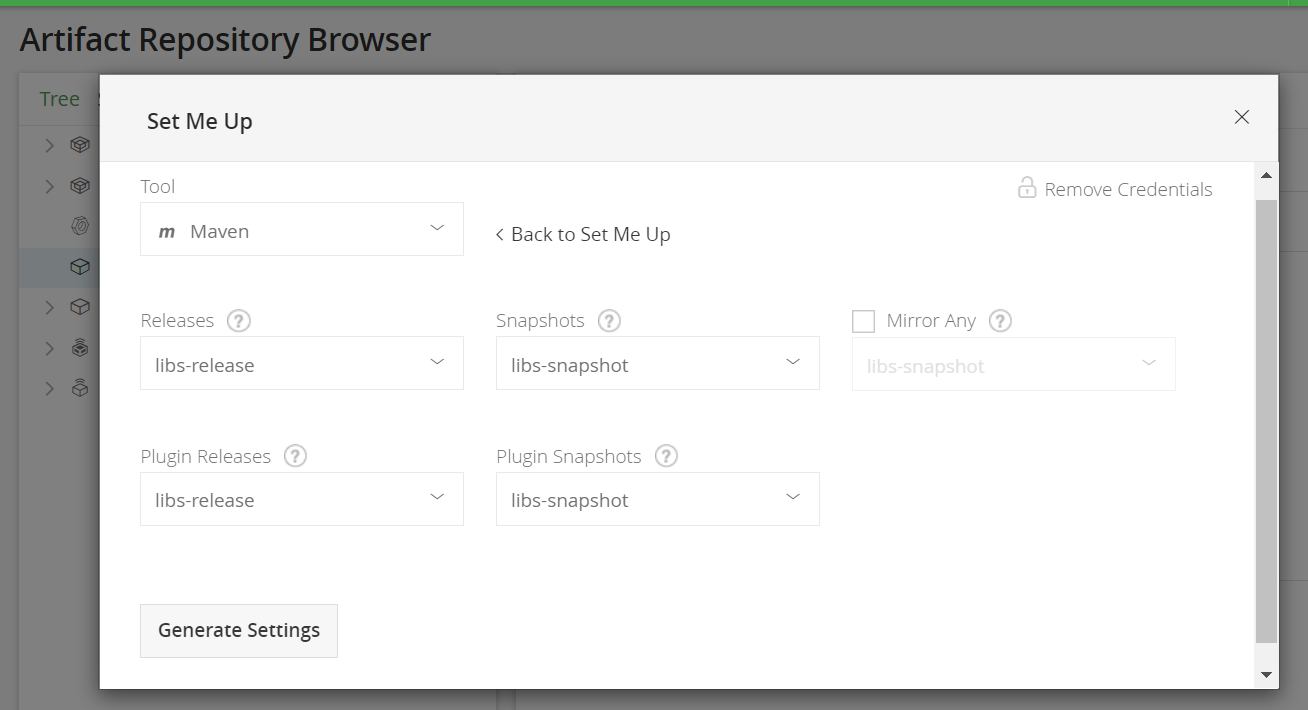 Artifact Repository Browser
Tree
Set Me Up
Tool
Remove Credentials
m Maven
< Back to Set Me Up
Releases ? Snapshots ? Mirror Any ?
libs-release libs-snapshot libs-snapshot
Plugin Releases ? Plugin Snapshots ?
libs-release libs-snapshot
Generate Settings